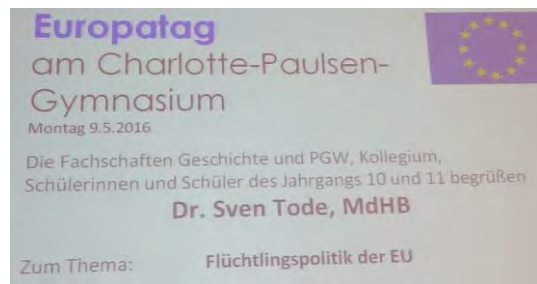 Europatag
am Charlotte-Paulsen-
Gymnasium
Montag 9.5.2016
Die Fachschaften Geschichte und PGW, Kollegium,
Schülerinnen und Schüler des Jahrgangs 10 und 11 begrüßen
Dr. Sven Tode, MdHB
Zum Thema: Flüchtlingspolitik der EU